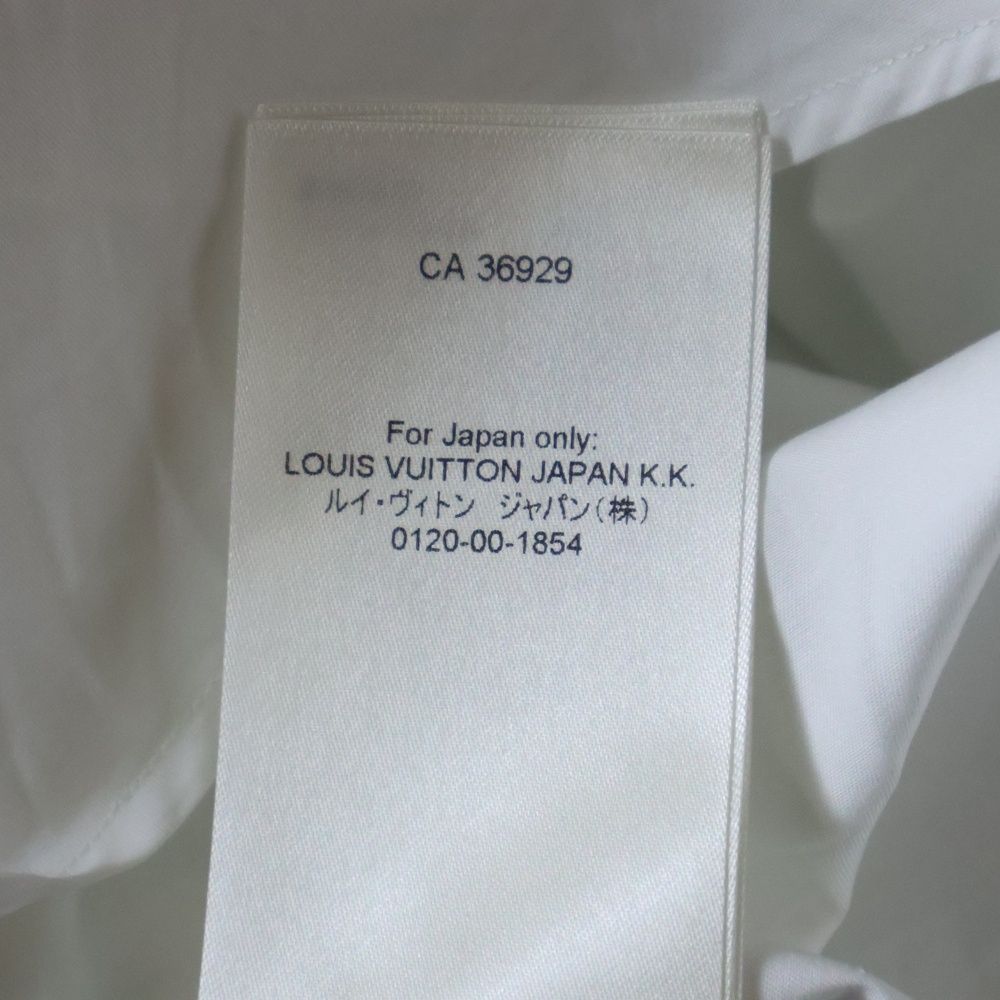 CA 36929
For Japan only:
LOUIS VUITTON JAPAN K.K.
ルイ・ヴィトン ジャパン(株)
0120-00-1854